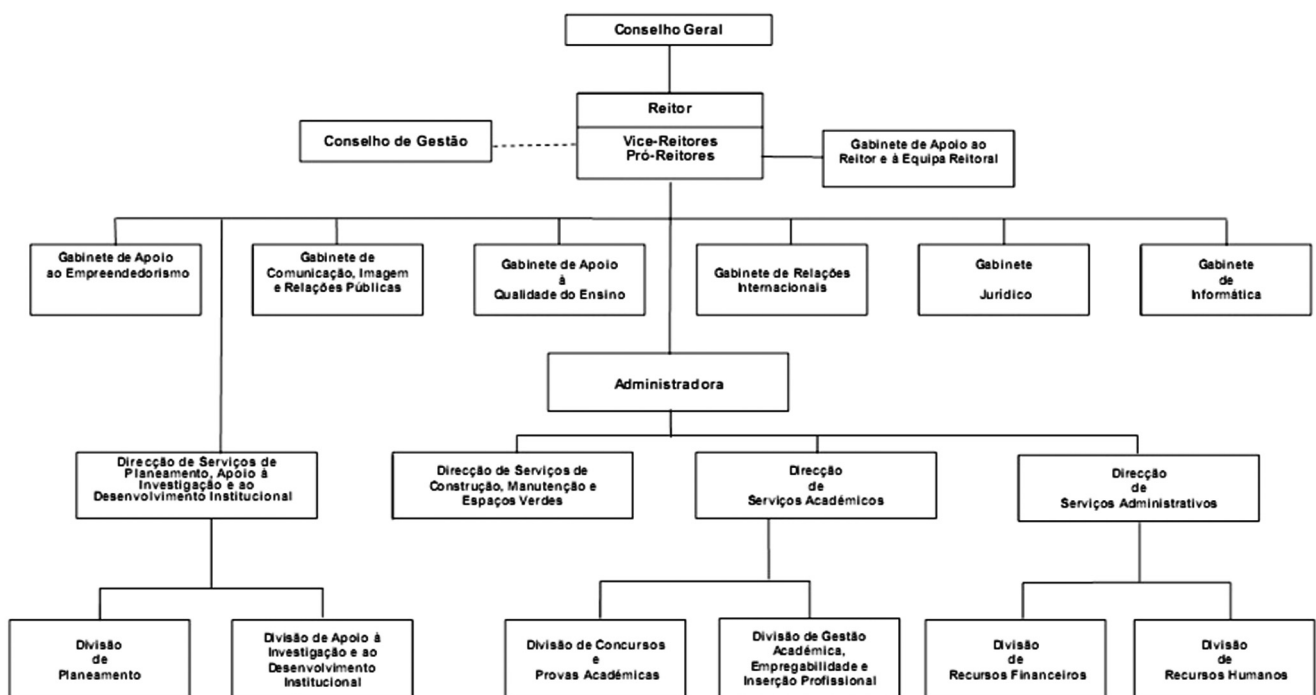 Conselho Geral
Reitor
Vice-Reitores
Pró-Reitores
Conselho de Gestão
Gabinete de Apoio ao
Reitor e à Equipa Reitoral
Gabinete de Apoio
ao Empreendedorismo
Gabinete de
Comunicação, Imagem
e Relações Públicas
Gabinete de Apoio
à
Qualidade do Ensino
Gabinete de Relações
Internacionais
Gabinete
Jurídico
Gabinete
de
Informática
Administradora
Direcção de Serviços de
Planeamento, Apoio à
Investigação e ao
Desenvolvimento Institucional
Direcção de Serviços de
Construção, Manutenção e
Espaços Verdes
Direcção
de
Serviços Académicos
Direcção
de
Serviços Administrativos
Divisão
de
Planeamento
Divisão de Apoio à
Investigação e ao
Desenvolvimento
Institucional
Divisão de Concursos
e
Provas Académicas
Divisão de Gestão
Académica,
Empregabilidade e
Inserção Profissional
Divisão
de
Recursos Financeiros
Divisão
de
Recursos Humanos